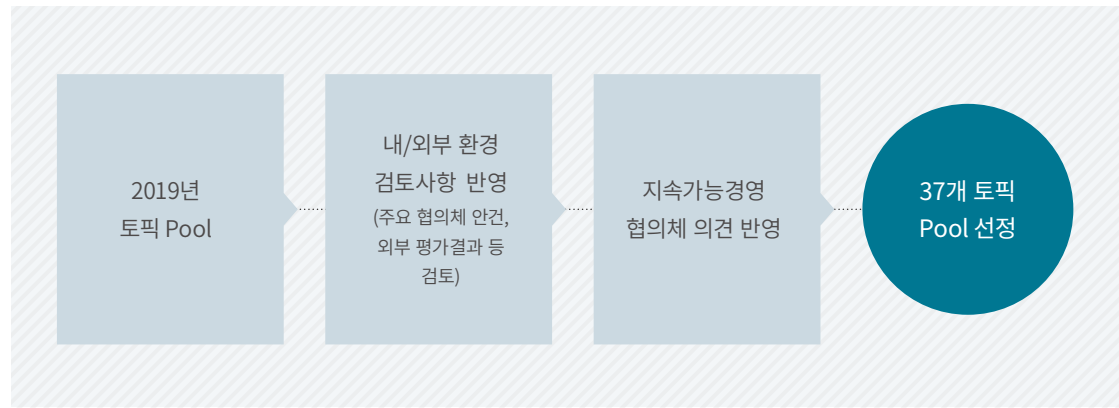 2019년
토픽 Pool
내/외부 환경
검토사항 반영
(주요 협의체 안건,
외부 평가결과 등
검토)
지속가능경영
협의체 의견 반영
37개 토픽
Pool 선정